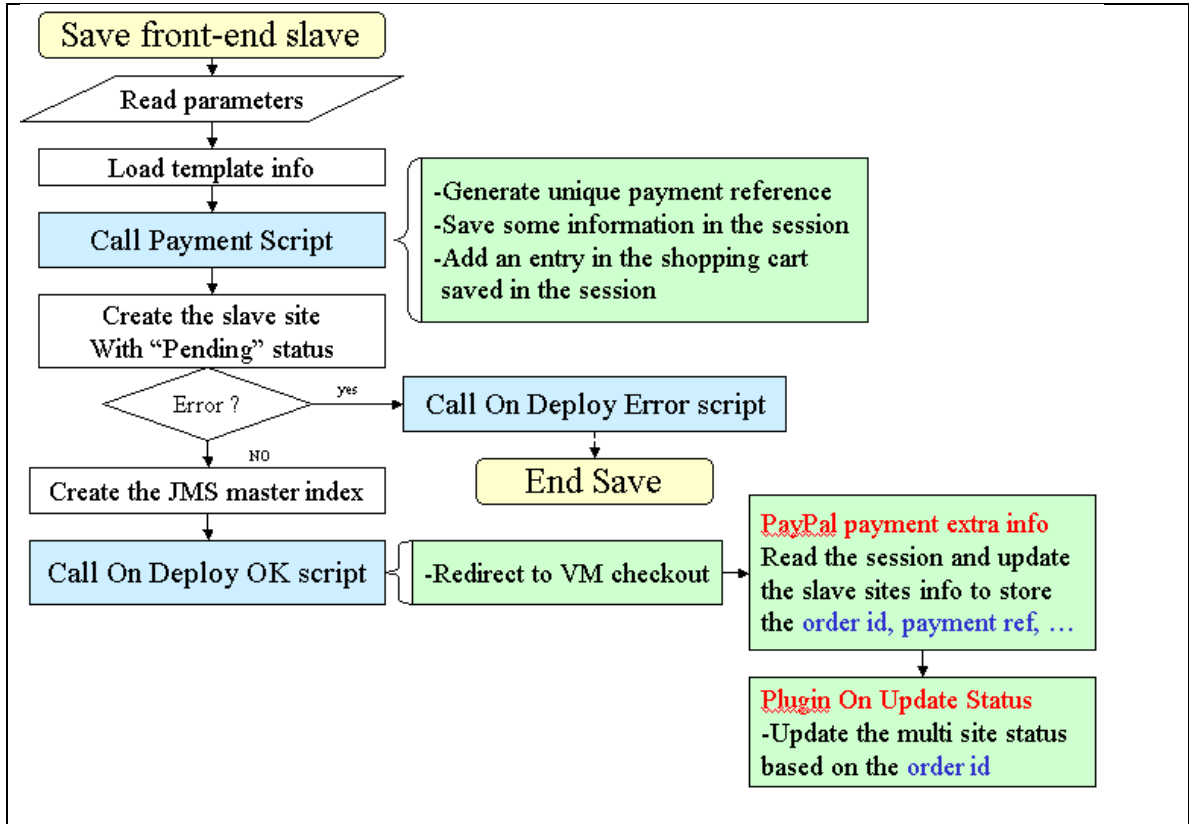 Save front-end slave
Read parameters
Load template info
Call Payment Script
-Generate unique payment reference
-Save some information in the session
-Add an entry in the shopping cart
saved in the session
Create the slave site
With “Pending” status
Error ?
yes
Call On Deploy Error script
NO
End Save
Create the JMS master index
Call On Deploy OK script
-Redirect to VM checkout
PayPal payment extra info
Read the session and update
the slave sites info to store
the order id, payment ref, …
Plugin On Update Status
-Update the multi site status
based on the order id